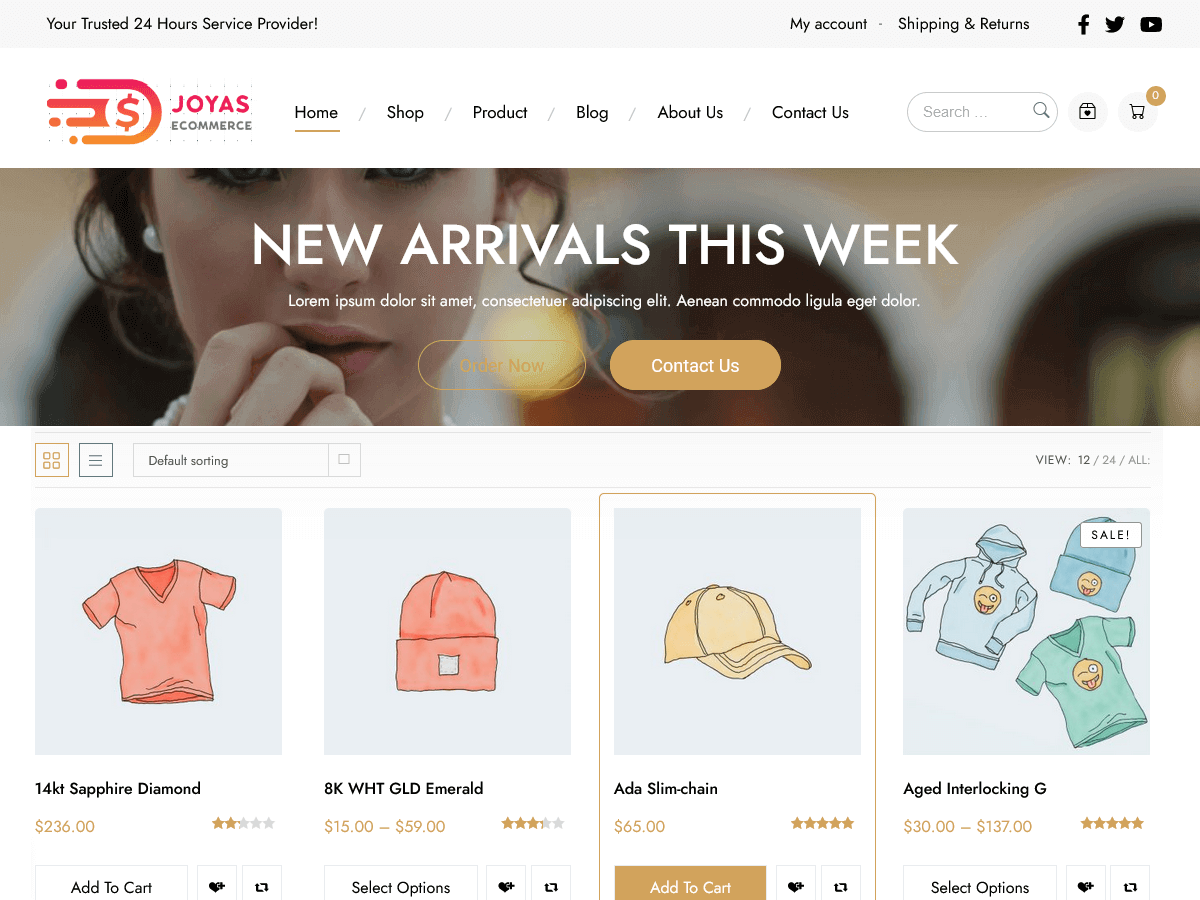 Your Trusted 24 Hours Service Provider!
My account - Shipping & Returns
JOYAS
ECOMMERCE
Home / Shop / Product / Blog / About Us / Contact Us
Search ...
0
NEW ARRIVALS THIS WEEK
Lorem ipsum dolor sit amet, consectetuer adipiscing elit. Aenean commodo ligula eget dolor.
Order Now
Contact Us
Default sorting
VIEW: 12 / 24 / ALL:
SALE!
14kt Sapphire Diamond
8K WHT GLD Emerald
Ada Slim-chain
Aged Interlocking G
$236.00
$15.00 – $59.00
$65.00
$30.00 – $137.00
Add To Cart
Select Options
Add To Cart
Select Options